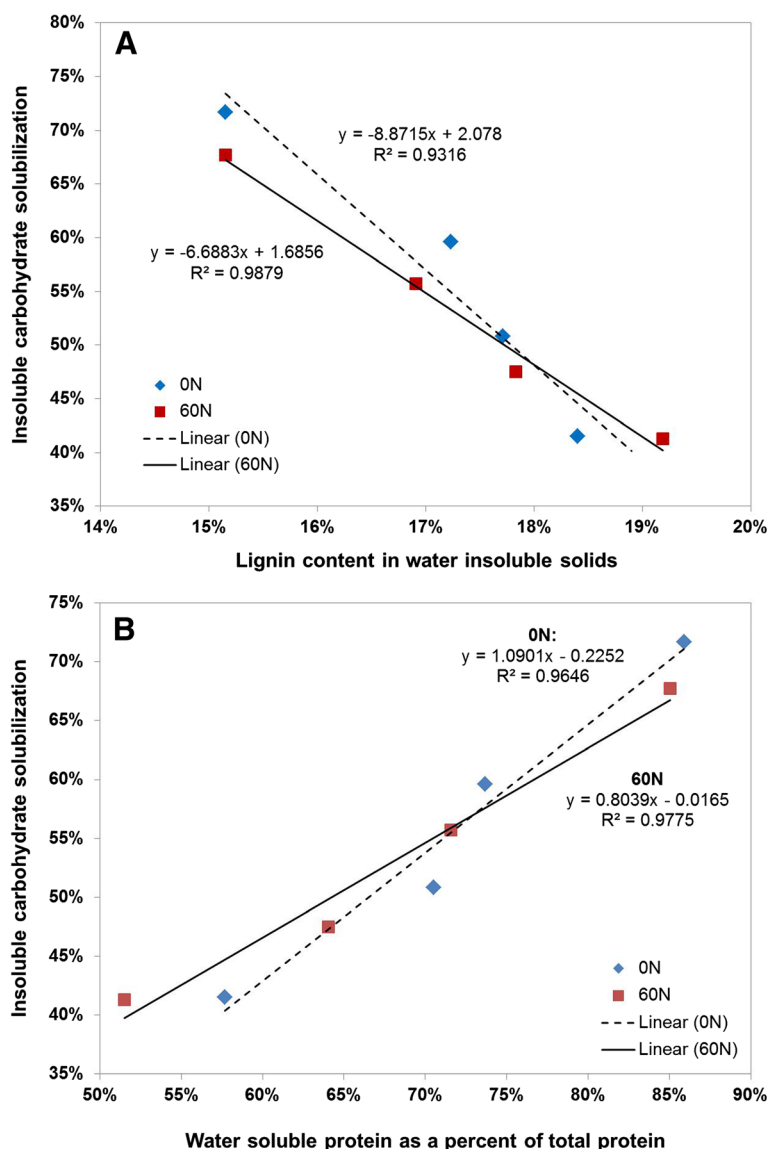 A
80%
75%
70%
65%
60%
55%
50%
45%
40%
35%
Insoluble carbohydrate solubilization
y = -8.8715x + 2.078
R² = 0.9316
y = -6.6883x + 1.6856
R² = 0.9879
0N
60N
Linear (0N)
Linear (60N)
14% 15% 16% 17% 18% 19% 20%
Lignin content in water insoluble solids
B
75%
70%
65%
60%
55%
50%
45%
40%
35%
Insoluble carbohydrate solubilization
0N:
y = 1.0901x - 0.2252
R² = 0.9646
60N
y = 0.8039x - 0.0165
R² = 0.9775
0N
60N
Linear (0N)
Linear (60N)
50% 55% 60% 65% 70% 75% 80% 85% 90%
Water soluble protein as a percent of total protein